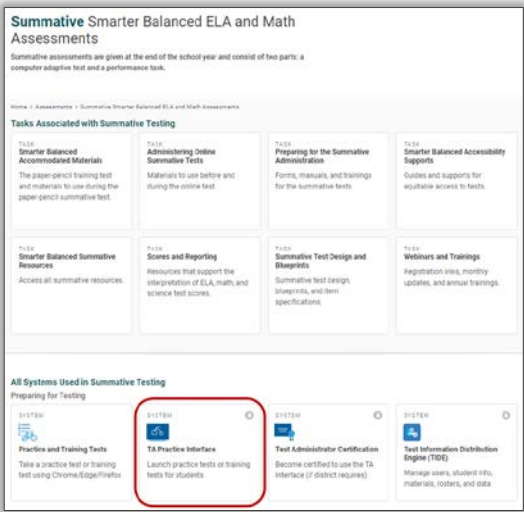 Summative Smarter Balanced ELA and Math
Assessments
Summative assessments are given at the end of the school year and consist of two parts: a
computer adaptive test and a performance task.
Home > Assessments > Summative Smarter Balanced ELA and Math Assessments
Tasks Associated with Summative Testing
TASK
Smarter Balanced
Accommodated Materials
The paper-pencil training test
and materials to use during the
paper-pencil summative test.
TASK
Administering Online
Summative Tests
Materials to use before and
during the online test.
TASK
Preparing for the Summative
Administration
Forms, manuals, and trainings
for the summative tests
TASK
Smarter Balanced Accessibility
Supports
Guides and supports for
equitable access to tests.
TASK
Smarter Balanced Summative
Resources
Access all summative resources.
TASK
Scores and Reporting
Resources that support the
interpretation of ELA, math, and
science test scores.
TASK
Summative Test Design and
Blueprints
Summative test design,
blueprints, and item
specifications.
TASK
Webinars and Trainings
Registration links, monthly
updates, and annual trainings.
All Systems Used in Summative Testing
Preparing for Testing
SYSTEM
Practice and Training Tests
Take a practice test or training
test using Chrome/Edge/Firefox
SYSTEM
TA Practice Interface
Launch practice tests or training
tests for students.
SYSTEM
Test Administrator Certification
Become certified to use the TA
Interface (if district requires).
SYSTEM
Test Information Distribution
Engine (TIDE)
Manage users, student info,
materials, rosters, and data